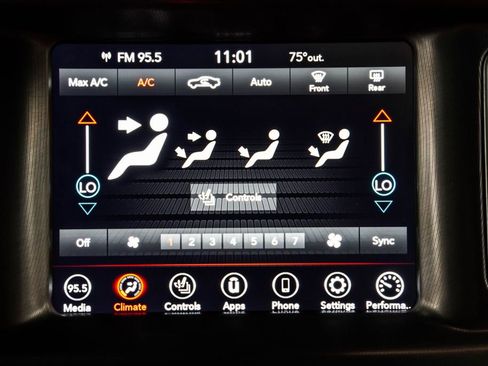 FM 95.5 11:01 75°out.
Max A/C A/C Auto Front Rear
LO LO
Controls
Off 1 2 3 4 5 6 7 Sync
95.5
Media Climate Controls Apps Phone Settings Performa..